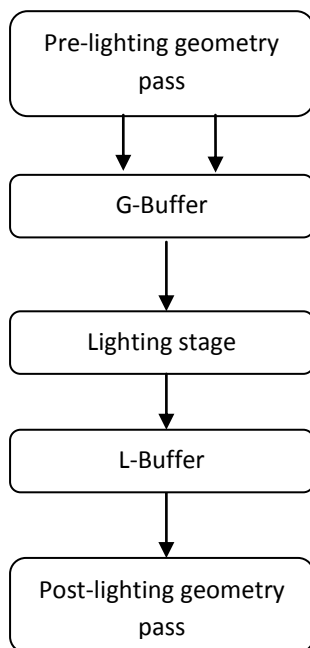 Pre-lighting geometry
pass
G-Buffer
Lighting stage
L-Buffer
Post-lighting geometry
pass